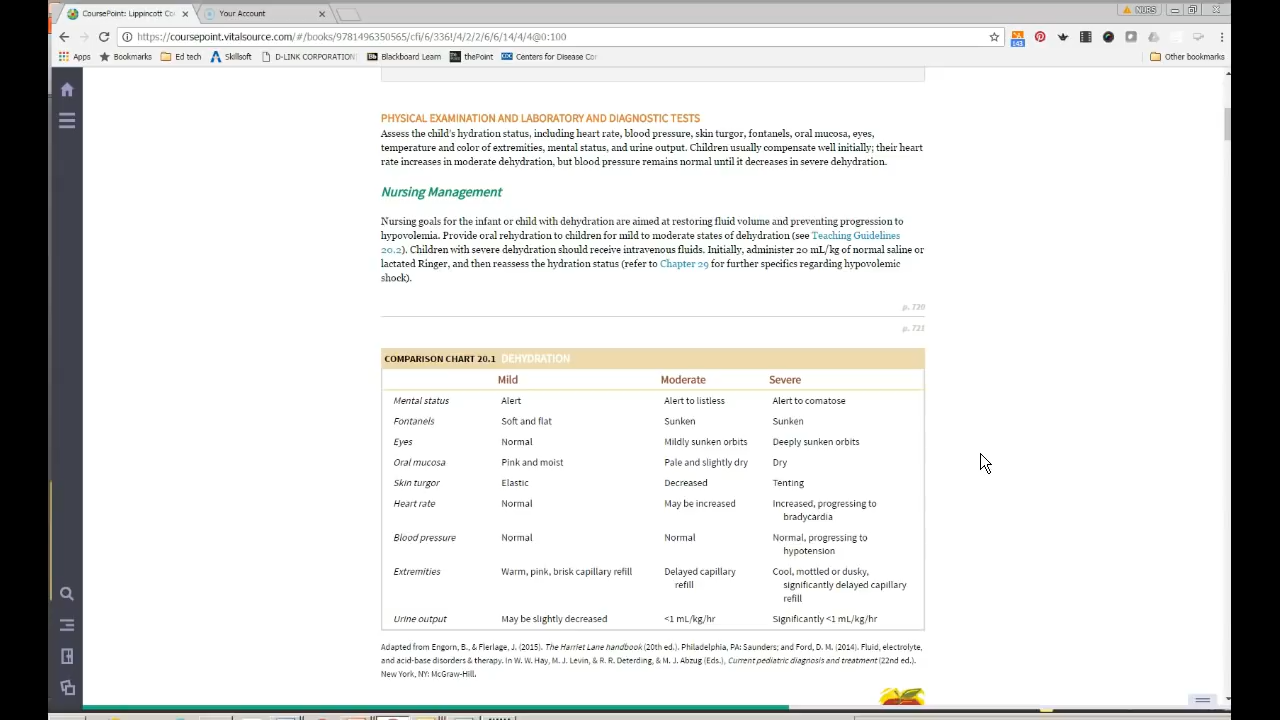 CoursePoint: Lippincott Co
Your Account
NURS
https://coursepoint.vitalsource.com/#/books/9781496350565/cfi/6/336!/4/2/2/6/6/14/4/4@0:100
143
Apps
Bookmarks
Ed tech
Skillsoft
D-LINK CORPORATION
Bb Blackboard Learn
thePoint
CDC Centers for Disease Cor
Other bookmarks
PHYSICAL EXAMINATION AND LABORATORY AND DIAGNOSTIC TESTS
Assess the child's hydration status, including heart rate, blood pressure, skin turgor, fontanels, oral mucosa, eyes,
temperature and color of extremities, mental status, and urine output. Children usually compensate well initially; their heart
rate increases in moderate dehydration, but blood pressure remains normal until it decreases in severe dehydration.
Nursing Management
Nursing goals for the infant or child with dehydration are aimed at restoring fluid volume and preventing progression to
hypovolemia. Provide oral rehydration to children for mild to moderate states of dehydration (see Teaching Guidelines
20.2). Children with severe dehydration should receive intravenous fluids. Initially, administer 20 mL/kg of normal saline or
lactated Ringer, and then reassess the hydration status (refer to Chapter 29 for further specifics regarding hypovolemic
shock).
p. 720
p. 721
COMPARISON CHART 20.1 DEHYDRATION
Mild Moderate Severe
Mental status Alert Alert to listless Alert to comatose
Fontanels Soft and flat Sunken Sunken
Eyes Normal Mildly sunken orbits Deeply sunken orbits
Oral mucosa Pink and moist Pale and slightly dry Dry
Skin turgor Elastic Decreased Tenting
Heart rate Normal May be increased Increased, progressing to
bradycardia
Blood pressure Normal Normal Normal, progressing to
hypotension
Extremities Warm, pink, brisk capillary refill Delayed capillary Cool, mottled or dusky,
refill significantly delayed capillary
refill
Urine output May be slightly decreased <1 mL/kg/hr Significantly <1 mL/kg/hr
Adapted from Engorn, B., & Flerlage, J. (2015). The Harriet Lane handbook (20th ed.). Philadelphia, PA: Saunders; and Ford, D. M. (2014). Fluid, electrolyte,
and acid-base disorders & therapy. In W. W. Hay, M. J. Levin, & R. R. Deterding, & M. J. Abzug (Eds.), Current pediatric diagnosis and treatment (22nd ed.).
New York, NY: McGraw-Hill.